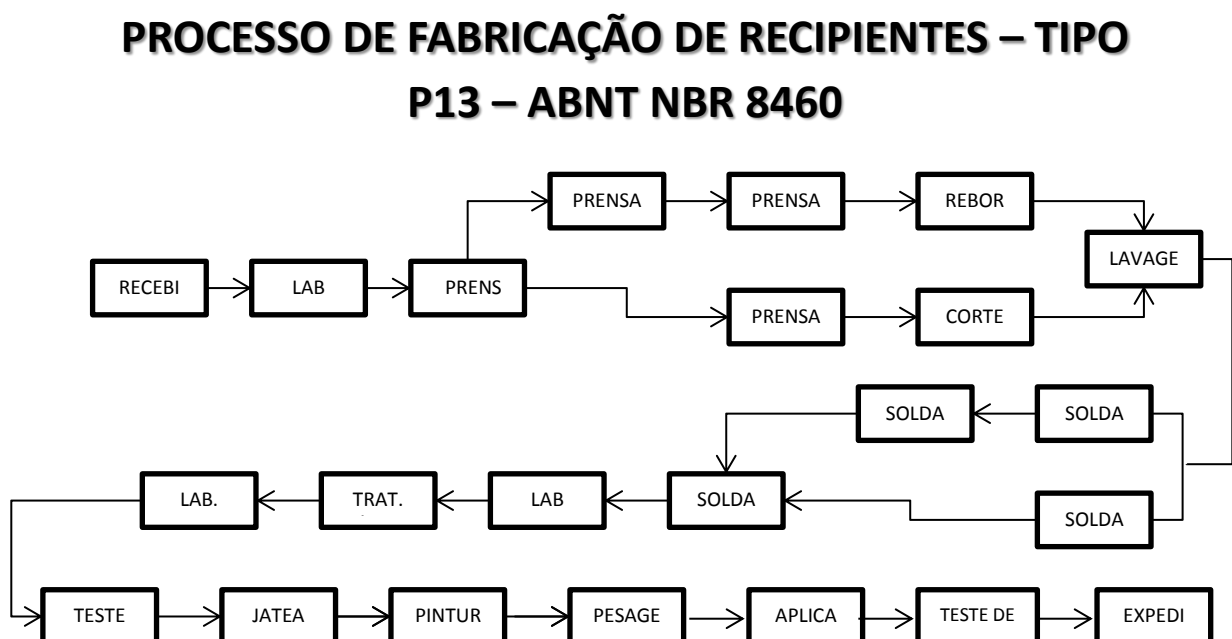 PROCESSO DE FABRICAÇÃO DE RECIPIENTES – TIPO
P13 – ABNT NBR 8460
PRENSA
PRENSA
REBOR
RECEBI
LAB
PRENS
LAVAGE
PRENSA
CORTE
SOLDA
SOLDA
LAB.
TRAT.
LAB
SOLDA
SOLDA
TESTE
JATEA
PINTUR
PESAGE
APLICA
TESTE DE
EXPEDI